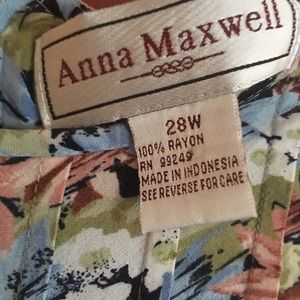 Anna Maxwell
28W
100% RAYON
RN 99249
MADE IN INDONESIA
SEE REVERSE FOR CARE